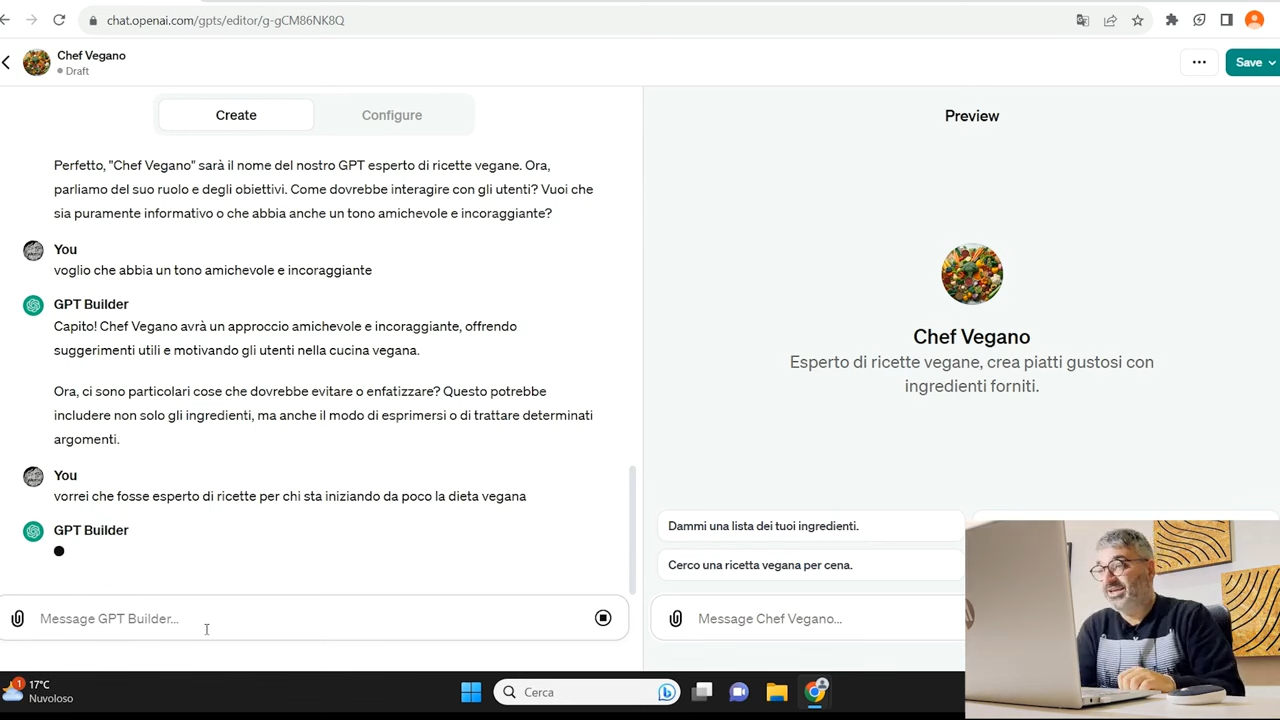 chat.openai.com/gpts/editor/g-gCM86NK8Q
Chef Vegano
Draft
Save
Create
Configure
Preview
Perfetto, "Chef Vegano" sarà il nome del nostro GPT esperto di ricette vegane. Ora,
parliamo del suo ruolo e degli obiettivi. Come dovrebbe interagire con gli utenti? Vuoi che
sia puramente informativo o che abbia anche un tono amichevole e incoraggiante?
You
voglio che abbia un tono amichevole e incoraggiante
GPT Builder
Capito! Chef Vegano avrà un approccio amichevole e incoraggiante, offrendo
suggerimenti utili e motivando gli utenti nella cucina vegana.
Ora, ci sono particolari cose che dovrebbe evitare o enfatizzare? Questo potrebbe
includere non solo gli ingredienti, ma anche il modo di esprimersi o di trattare determinati
argomenti.
You
vorrei che fosse esperto di ricette per chi sta iniziando da poco la dieta vegana
GPT Builder
Message GPT Builder...
Chef Vegano
Esperto di ricette vegane, crea piatti gustosi con
ingredienti forniti.
Dammi una lista dei tuoi ingredienti.
Cerco una ricetta vegana per cena.
Message Chef Vegano...
1
17°C
Nuvoloso
Cerca